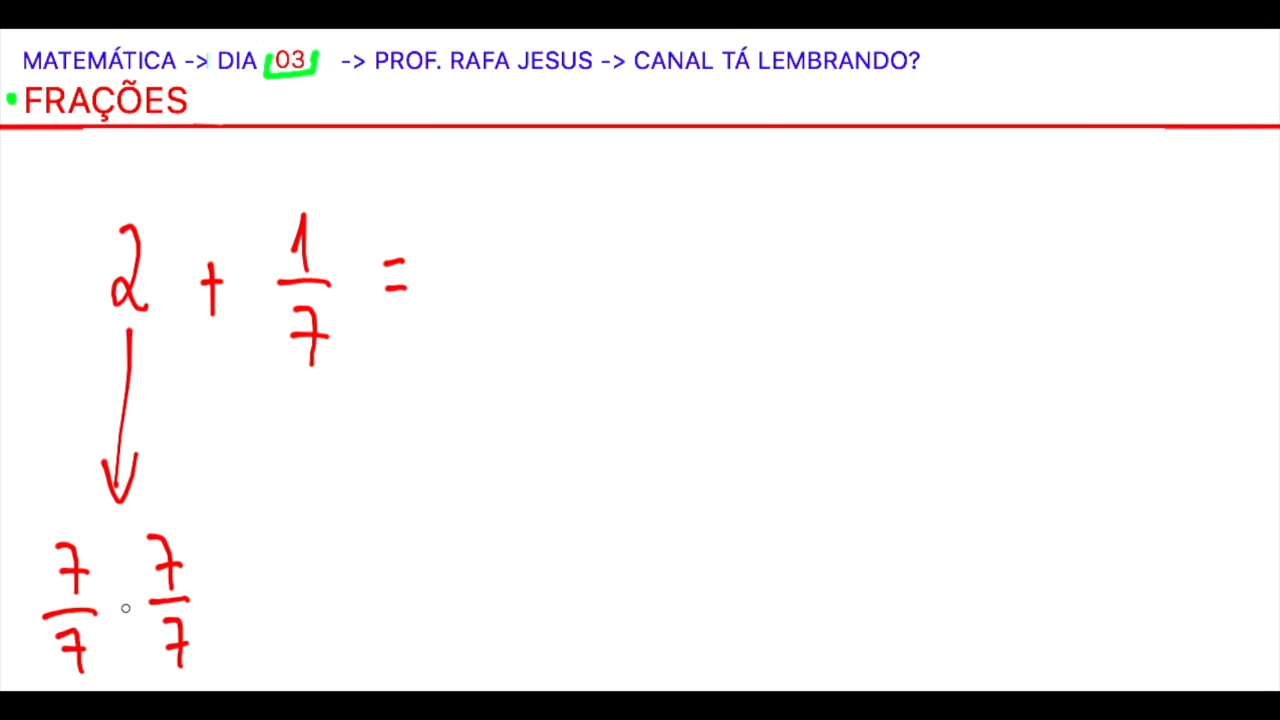 MATEMÁTICA -> DIA 03 -> PROF. RAFA JESUS -> CANAL TÁ LEMBRANDO?
• FRAÇÕES
2 + 1/7 =
7/7 7/7